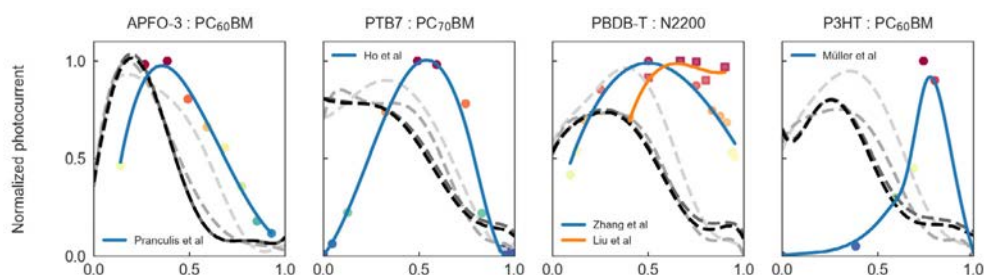 APFO-3 : PC₆₀BM
PTB7 : PC₇₀BM
PBDB-T : N2200
P3HT : PC₆₀BM
Normalized photocurrent
1.0
0.5
0.0
Pranculis et al
Ho et al
Zhang et al
Liu et al
Müller et al
0.0 0.5 1.0
0.0 0.5 1.0
0.0 0.5 1.0
0.0 0.5 1.0